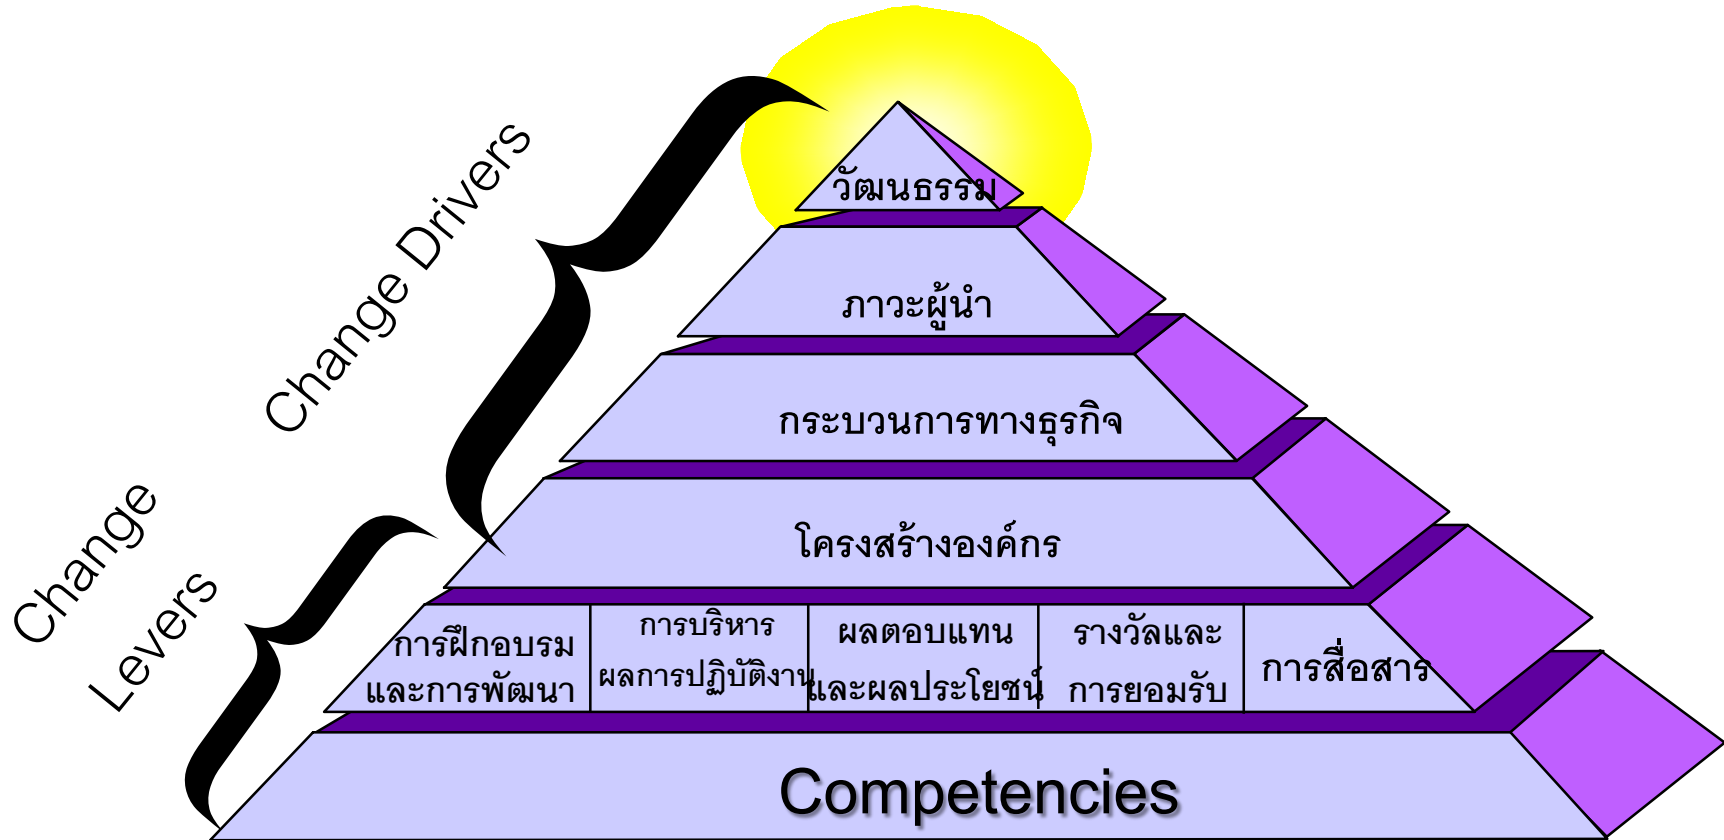 Change Drivers
Change
Levers
วัฒนธรรม
ภาวะผู้นำ
กระบวนการทางธุรกิจ
โครงสร้างองค์กร
การฝึกอบรม
และการพัฒนา
การบริหาร
ผลการปฏิบัติงาน
ผลตอบแทน
และผลประโยชน์
รางวัลและ
การยอมรับ
การสื่อสาร
Competencies